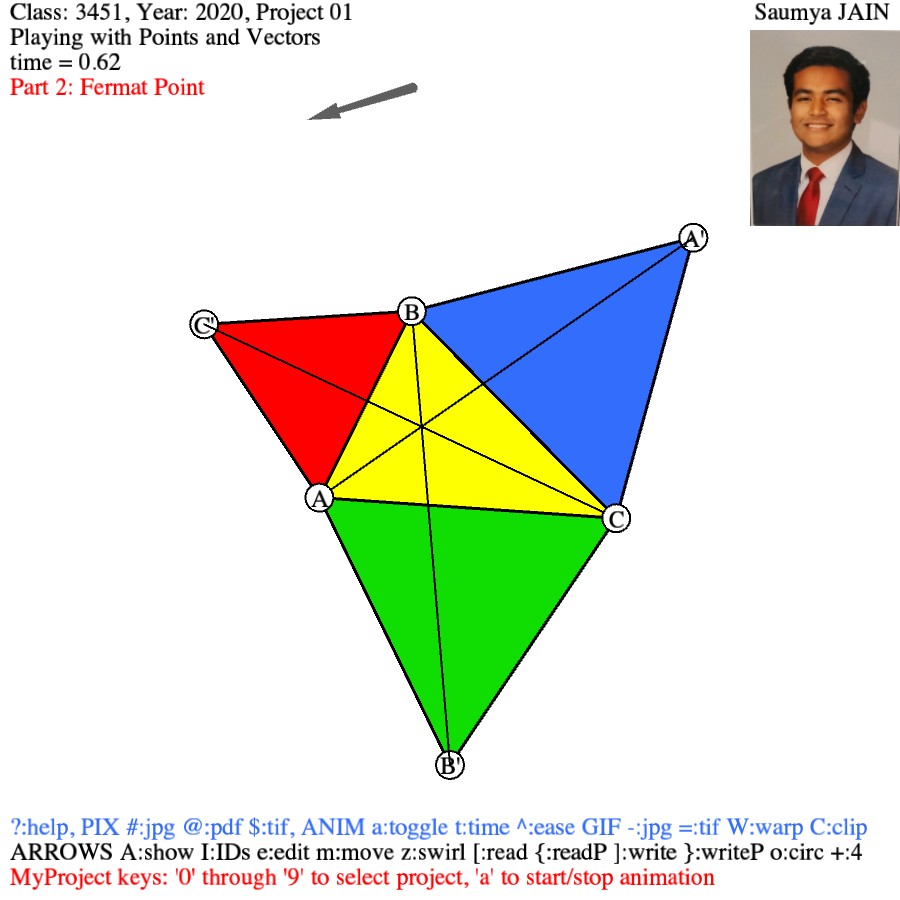 Class: 3451, Year: 2020, Project 01
Saumya JAIN
Playing with Points and Vectors
time = 0.62
Part 2: Fermat Point
A'
B
C'
A
C
B'
?:help, PIX #:jpg @:pdf $:tif, ANIM a:toggle t:time ^:ease GIF -:jpg =:tif W:warp C:clip
ARROWS A:show I:IDs e:edit m:move z:swirl [:read {:readP ]:write }:writeP o:circ +:4
MyProject keys: '0' through '9' to select project, 'a' to start/stop animation